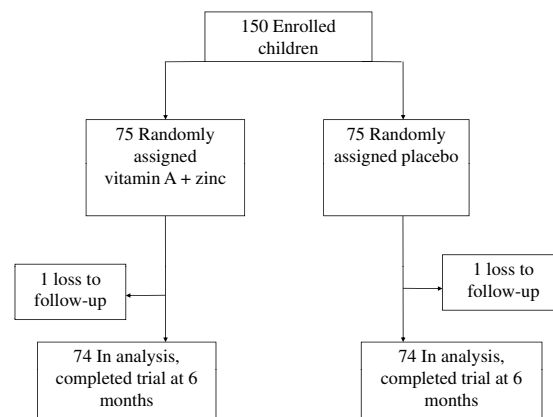 150 Enrolled
children
75 Randomly
assigned
vitamin A + zinc
75 Randomly
assigned placebo
1 loss to
follow-up
1 loss to
follow-up
74 In analysis,
completed trial at 6
months
74 In analysis,
completed trial at 6
months